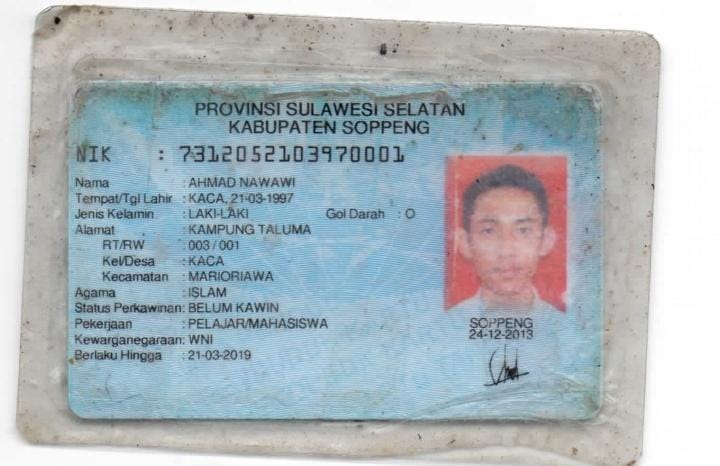 PROVINSI SULAWESI SELATAN
KABUPATEN SOPPENG
NIK : 7312052103970001
Nama : AHMAD NAWAWI
Tempat/Tgl Lahir : KACA, 21-03-1997
Jenis Kelamin : LAKI-LAKI Gol Darah : O
Alamat : KAMPUNG TALUMA
RT/RW : 003 / 001
Kel/Desa : KACA
Kecamatan : MARIORIAWA
Agama : ISLAM
Status Perkawinan: BELUM KAWIN
Pekerjaan : PELAJAR/MAHASISWA
Kewarganegaraan: WNI
Berlaku Hingga : 21-03-2019
SOPPENG
24-12-2013